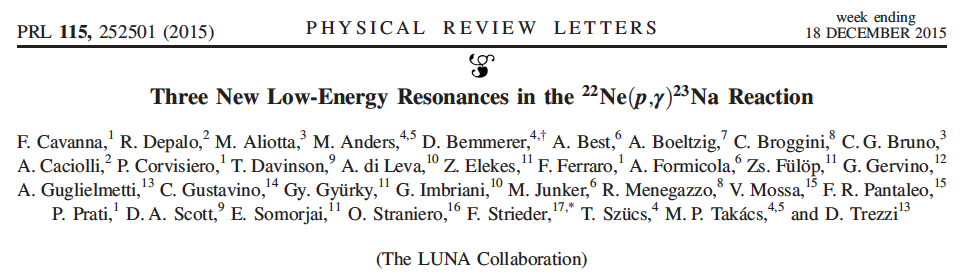 PRL 115, 252501 (2015)
PHYSICAL REVIEW LETTERS
week ending
18 DECEMBER 2015
Three New Low-Energy Resonances in the ²²Ne(p,γ)²³Na Reaction
F. Cavanna,¹ R. Depalo,² M. Aliotta,³ M. Anders,⁴,⁵ D. Bemmerer,⁴,† A. Best,⁶ A. Boeltzig,⁷ C. Broggini,⁸ C. G. Bruno,³
A. Caciolli,² P. Corvisiero,¹ T. Davinson,⁹ A. di Leva,¹⁰ Z. Elekes,¹¹ F. Ferraro,¹ A. Formicola,⁶ Zs. Fülöp,¹¹ G. Gervino,¹²
A. Guglielmetti,¹³ C. Gustavino,¹⁴ Gy. Gyürky,¹¹ G. Imbriani,¹⁰ M. Junker,⁶ R. Menegazzo,⁸ V. Mossa,¹⁵ F. R. Pantaleo,¹⁵
P. Prati,¹ D. A. Scott,⁹ E. Somorjai,¹¹ O. Straniero,¹⁶ F. Strieder,¹⁷,* T. Szücs,⁴ M. P. Takács,⁴,⁵ and D. Trezzi¹³
(The LUNA Collaboration)